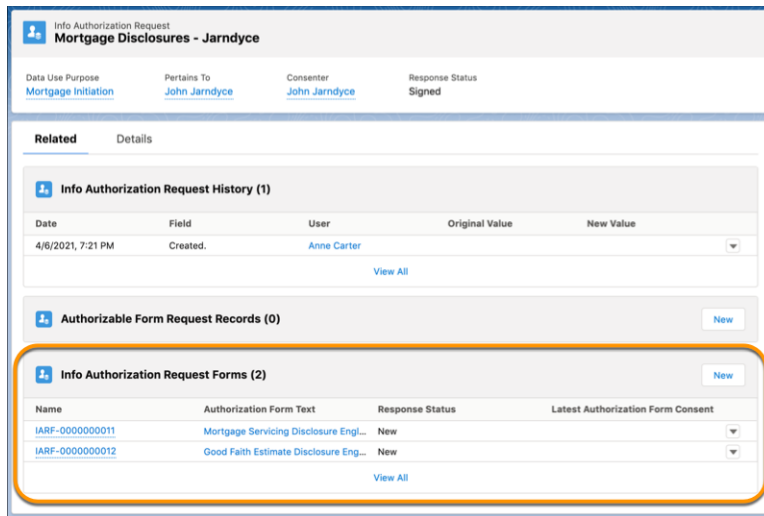 Info Authorization Request
Mortgage Disclosures - Jarndyce
Data Use Purpose Pertains To Consenter Response Status
Mortgage Initiation John Jarndyce John Jarndyce Signed
Related Details
Info Authorization Request History (1)
Date Field User Original Value New Value
4/6/2021, 7:21 PM Created. Anne Carter
View All
Authorizable Form Request Records (0) New
Info Authorization Request Forms (2) New
Name Authorization Form Text Response Status Latest Authorization Form Consent
IARF-0000000011 Mortgage Servicing Disclosure Engl... New
IARF-0000000012 Good Faith Estimate Disclosure Eng... New
View All